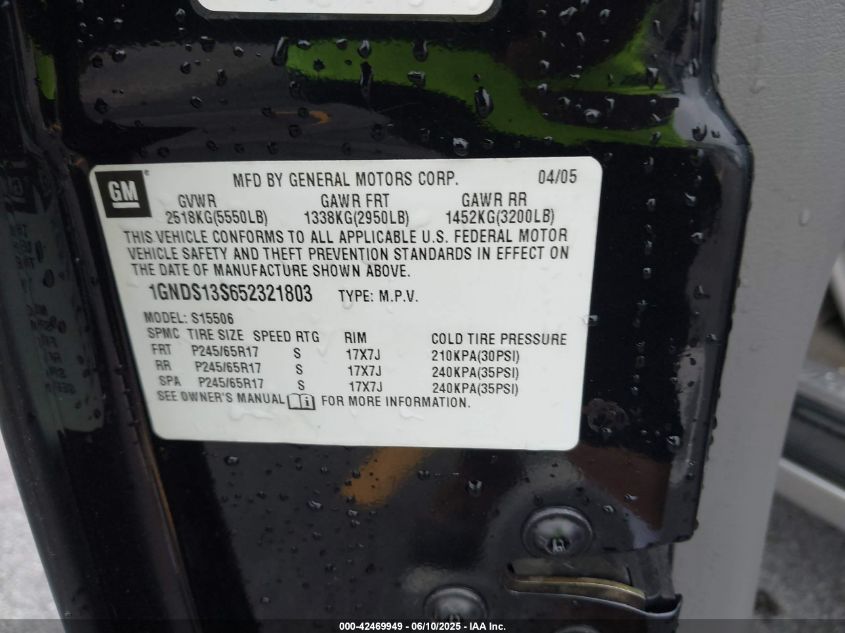 GM ®
MFD BY GENERAL MOTORS CORP. 04/05
GVWR GAWR FRT GAWR RR
2518KG(5550LB) 1338KG(2950LB) 1452KG(3200LB)
THIS VEHICLE CONFORMS TO ALL APPLICABLE U.S. FEDERAL MOTOR
VEHICLE SAFETY AND THEFT PREVENTION STANDARDS IN EFFECT ON
THE DATE OF MANUFACTURE SHOWN ABOVE.
1GNDS13S652321803 TYPE: M.P.V.
MODEL: S15506
SPMC TIRE SIZE SPEED RTG RIM COLD TIRE PRESSURE
FRT P245/65R17 S 17X7J 210KPA(30PSI)
RR P245/65R17 S 17X7J 240KPA(35PSI)
SPA P245/65R17 S 17X7J 240KPA(35PSI)
SEE OWNER'S MANUAL i FOR MORE INFORMATION.
000-42469949 - 06/10/2025 - IAA Inc.